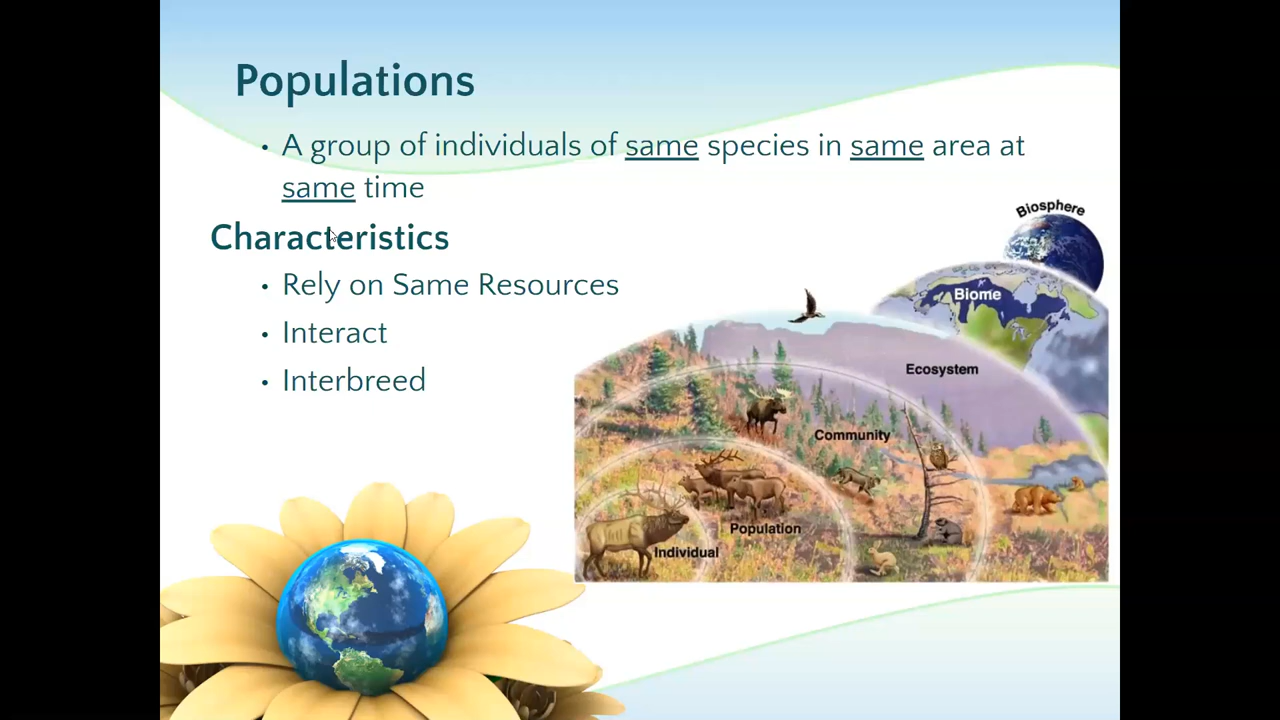 Populations
• A group of individuals of same species in same area at
same time
Characteristics
• Rely on Same Resources
• Interact
• Interbreed
Biosphere
Biome
Ecosystem
Community
Population
Individual